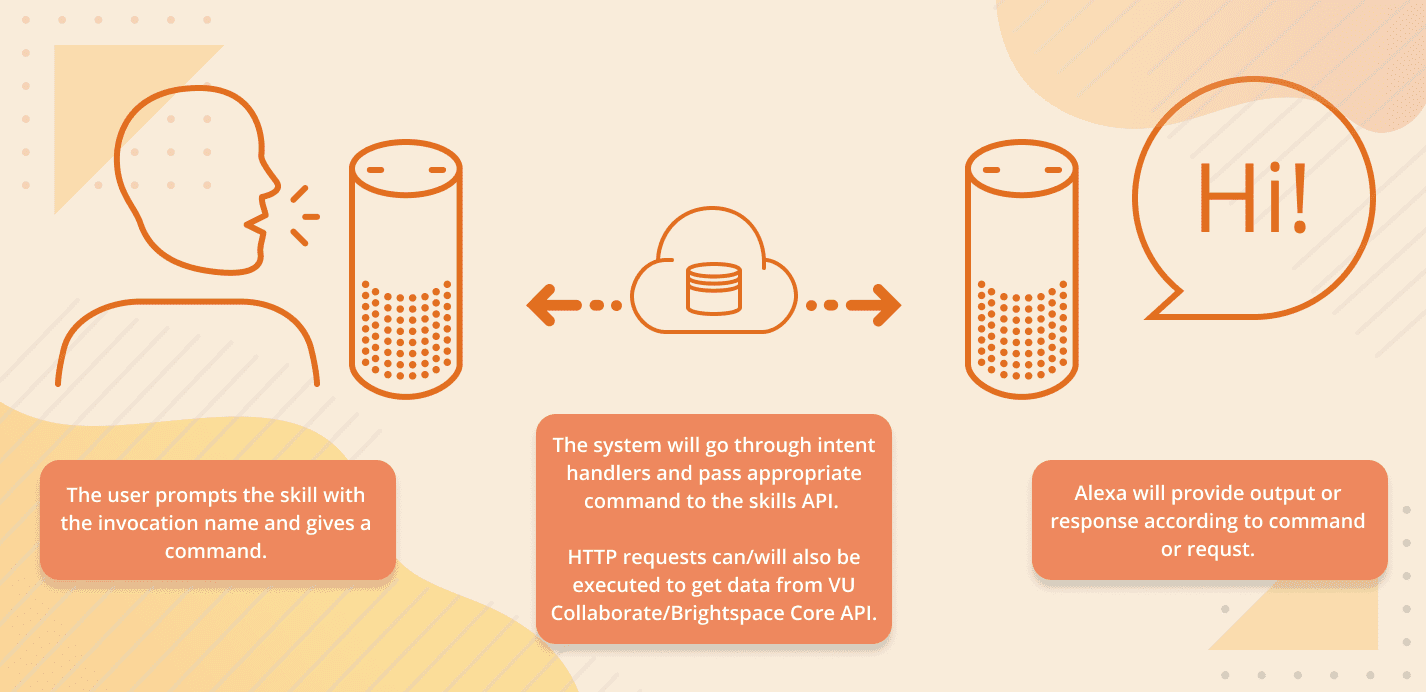 Hi!
The user prompts the skill with
the invocation name and gives a
command.
The system will go through intent
handlers and pass appropriate
command to the skills API.
HTTP requests can/will also be
executed to get data from VU
Collaborate/Brightspace Core API.
Alexa will provide output or
response according to command
or requst.